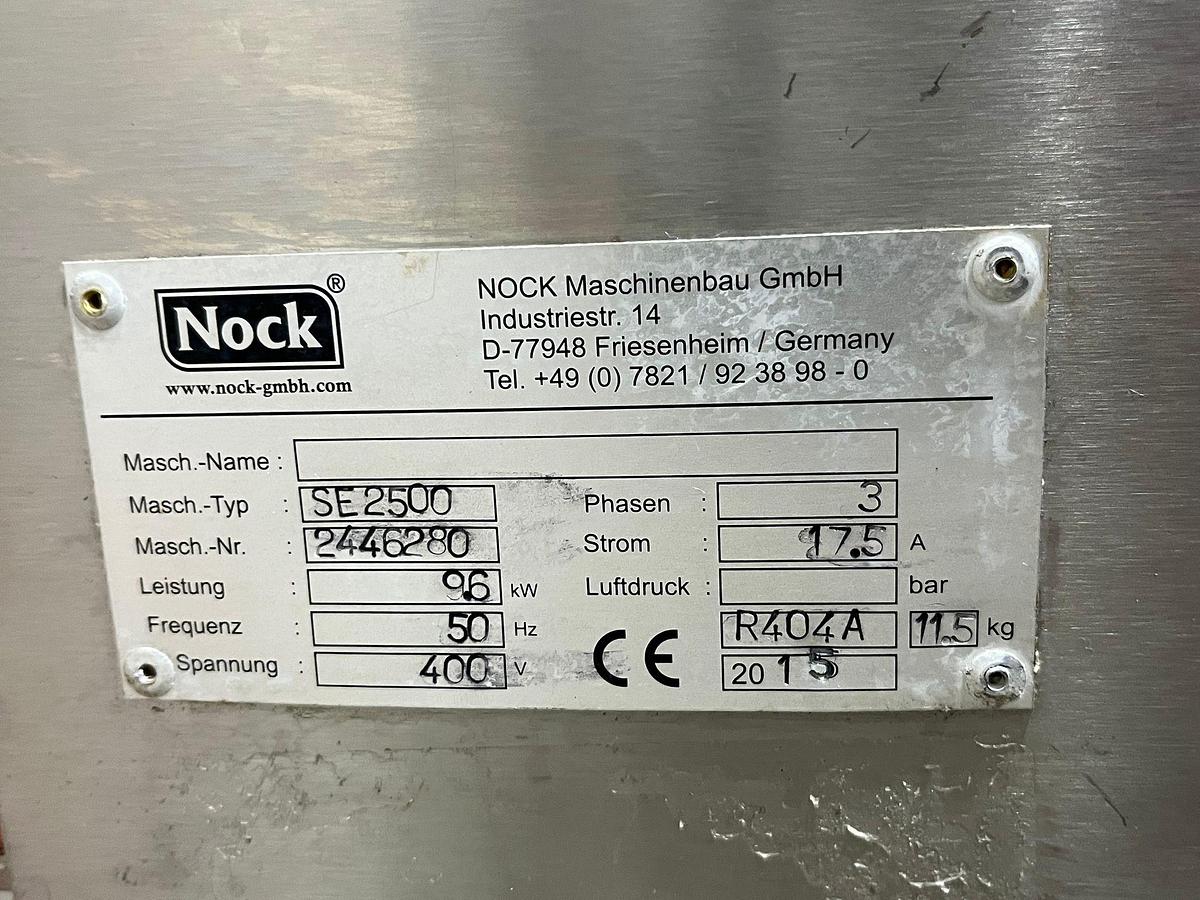 Nock®
www.nock-gmbh.com
NOCK Maschinenbau GmbH
Industriestr. 14
D-77948 Friesenheim / Germany
Tel. +49 (0) 7821 / 92 38 98 - 0
Masch.-Name :
Masch.-Typ : SE2500 Phasen : 3
Masch.-Nr. : 2446280 Strom : 17.5 A
Leistung : 9.6 kW Luftdruck : bar
Frequenz : 50 Hz R404A 11.5 kg
Spannung : 400 V CE 2015